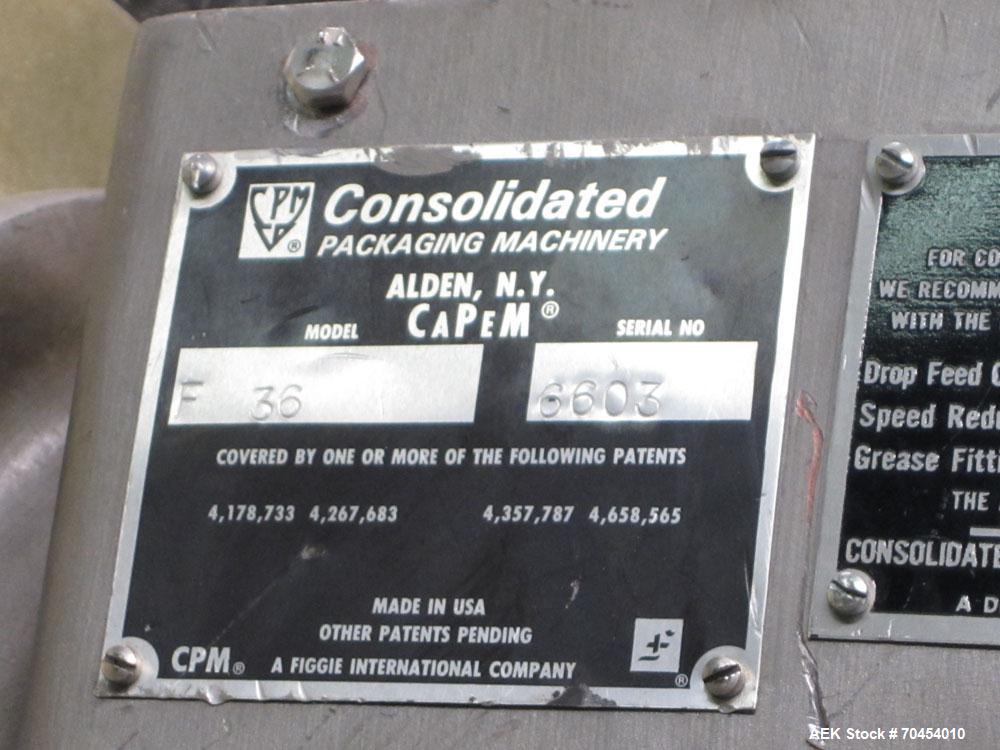 CPM ®
Consolidated
PACKAGING MACHINERY
ALDEN, N.Y.
CAPEM®
MODEL
SERIAL NO
F 36
6603
COVERED BY ONE OR MORE OF THE FOLLOWING PATENTS
4,178,733 4,267,683 4,357,787 4,658,565
MADE IN USA
OTHER PATENTS PENDING
CPM® A FIGGIE INTERNATIONAL COMPANY
®
FOR CO
WE RECOMM
WITH THE
Drop Feed
Speed Redu
Grease Fitti
THE
CONSOLIDATE
A D
AEK Stock # 70454010